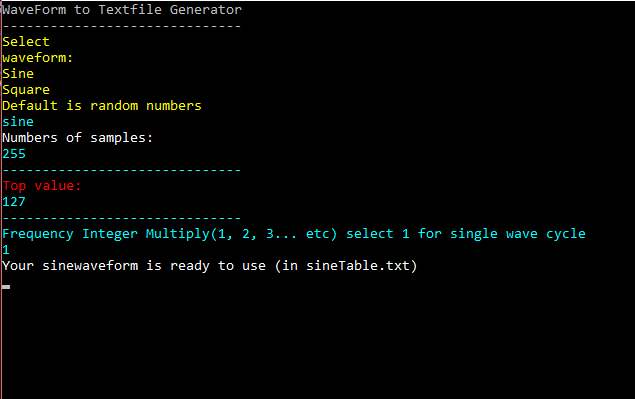 WaveForm to Textfile Generator
------------------------------
Select
waveform:
Sine
Square
Default is random numbers
sine
Numbers of samples:
255
------------------------------
Top value:
127
------------------------------
Frequency Integer Multiply(1, 2, 3... etc) select 1 for single wave cycle
1
Your sinewaveform is ready to use (in sineTable.txt)